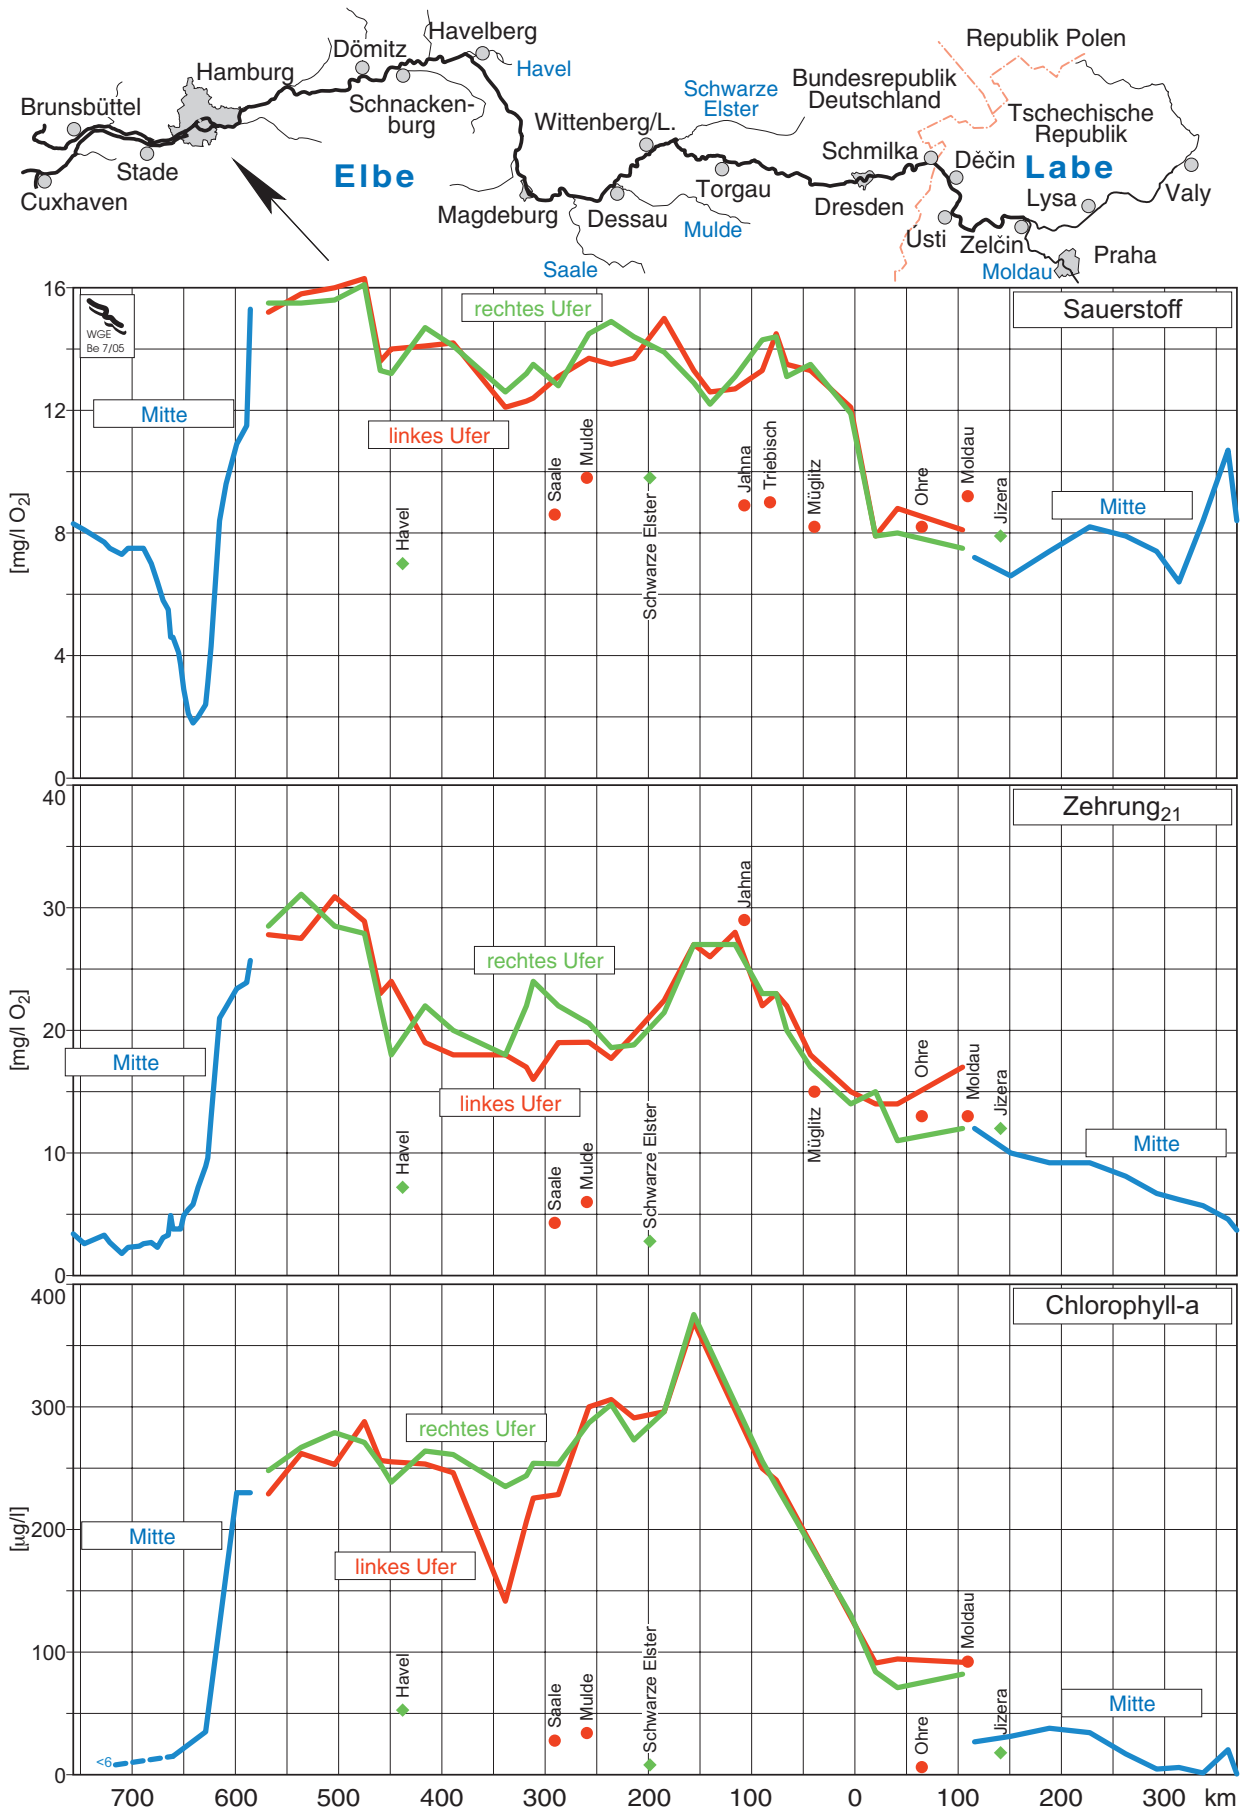 Republik Polen
Havelberg
Dömitz
Hamburg
Havel
Schwarze
Elster
Bundesrepublik
Deutschland
Brunsbüttel
Schnacken-
burg
Wittenberg/L.
Tschechische
Republik
Stade
Elbe
Schmilka
Děčín
Labe
Torgau
Cuxhaven
Magdeburg
Dessau
Mulde
Dresden
Lysa
Valy
Ústi
Zelčin
Praha
Saale
Moldau
16
12
8
4
0
[mg/l O2]
WGE
Be 7/05
rechtes Ufer
Sauerstoff
Mitte
linkes Ufer
Havel
Saale
Mulde
Schwarze Elster
Jahna
Triebisch
Müglitz
Ohre
Moldau
Jizera
Mitte
40
30
20
10
0
[mg/l O2]
Zehrung21
Jahna
rechtes Ufer
Mitte
linkes Ufer
Havel
Saale
Mulde
Schwarze Elster
Müglitz
Ohre
Moldau
Jizera
Mitte
400
300
200
100
0
[µg/l]
Chlorophyll-a
rechtes Ufer
Mitte
linkes Ufer
Havel
Saale
Mulde
Schwarze Elster
Ohre
Moldau
Jizera
Mitte
<6
700 600 500 400 300 200 100 0 100 200 300 km